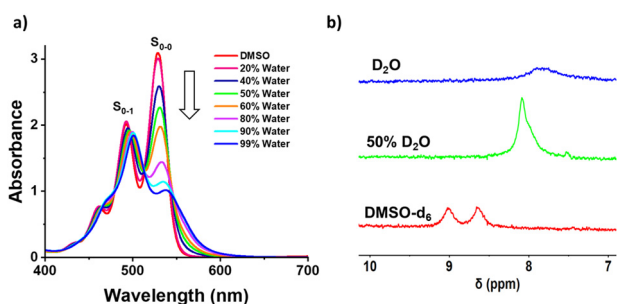 a)
b)
S₀₋₀
S₀₋₁
DMSO
20% Water
40% Water
50% Water
60% Water
80% Water
90% Water
99% Water
Absorbance
3
2
1
0
400 500 600 700
Wavelength (nm)
D₂O
50% D₂O
DMSO-d₆
10 9 8 7
δ (ppm)